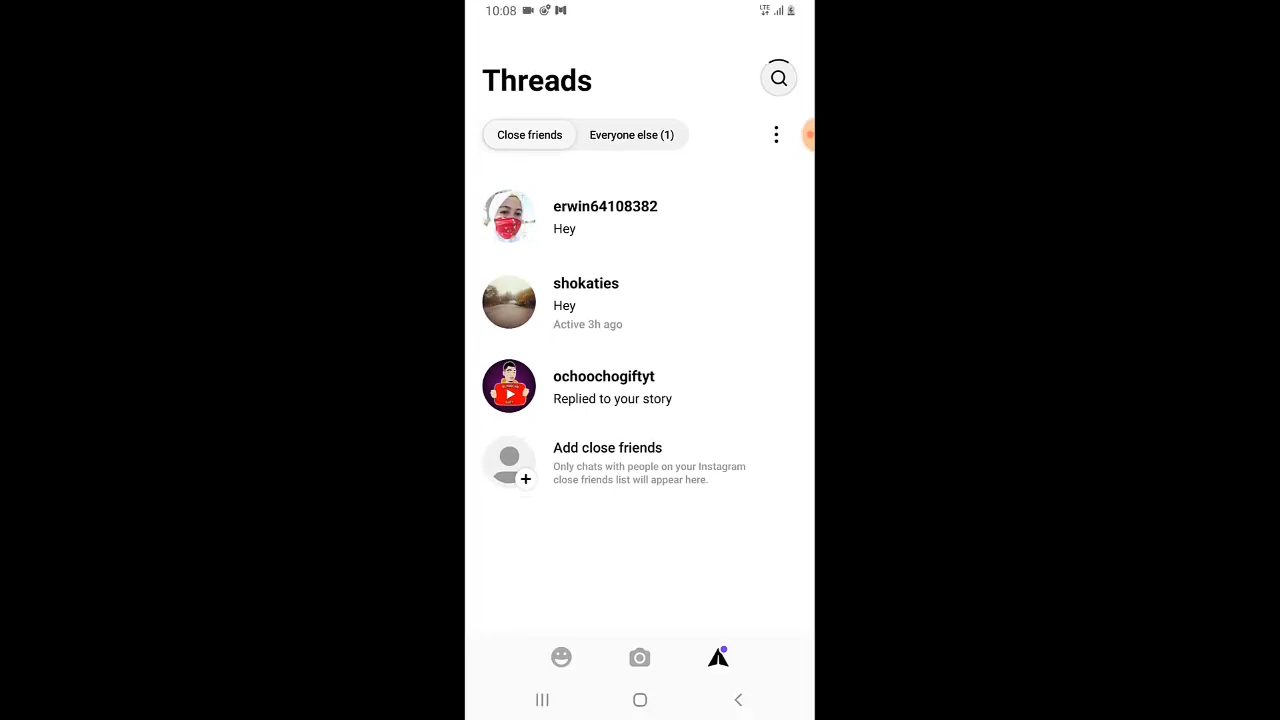 10:08
LTE
Threads
Close friends
Everyone else (1)
erwin64108382
Hey
shokaties
Hey
Active 3h ago
ochoochogiftyt
Replied to your story
Add close friends
Only chats with people on your Instagram
close friends list will appear here.